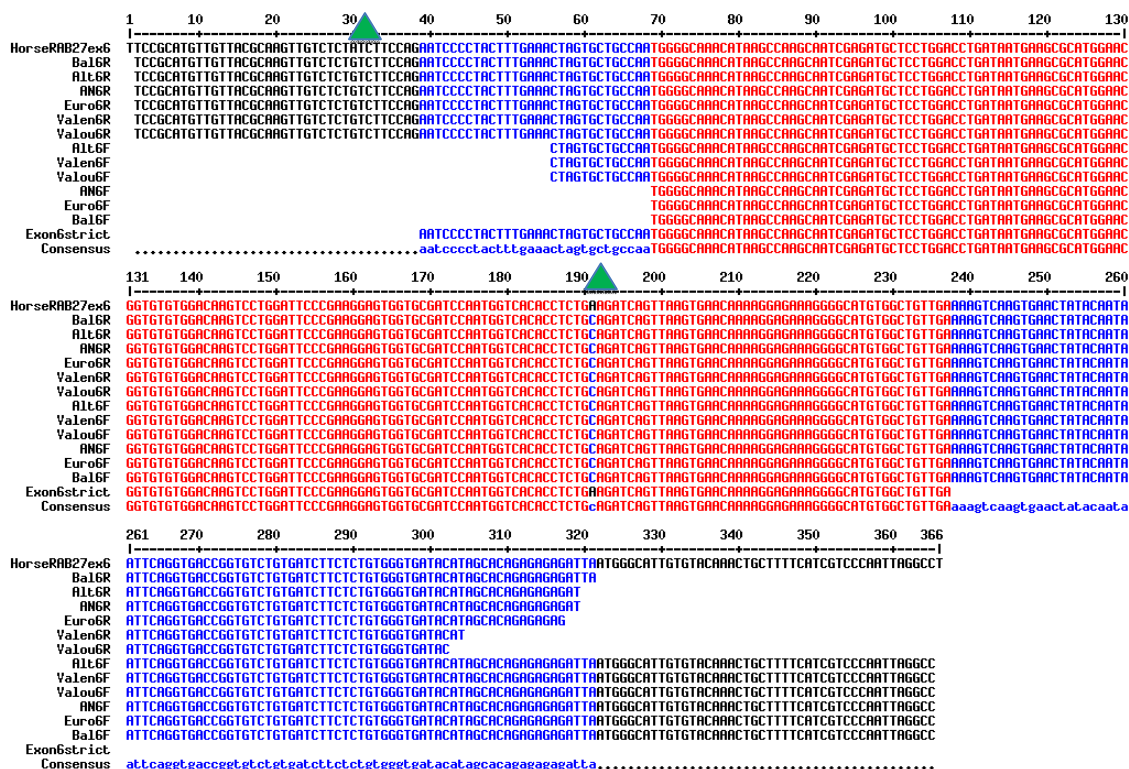 1 10 20 30 40 50 60 70 80 90 100 110 120 130
HorseRAB27ex6 TTCCGCATGTTGTTACGCAAGTTGTCTCTATCTTCCAGAATCCCCTACTTTGAAACTAGTGCTGCCAATGGGGCAAACATAAGCCAAGCAATCGAGATGCTCCTGGACCTGATAATGAAGCGCATGGAAC
Bal6R TCCGCATGTTGTTACGCAAGTTGTCTCTGTCTTCCAGAATCCCCTACTTTGAAACTAGTGCTGCCAATGGGGCAAACATAAGCCAAGCAATCGAGATGCTCCTGGACCTGATAATGAAGCGCATGGAAC
Alt6R TCCGCATGTTGTTACGCAAGTTGTCTCTGTCTTCCAGAATCCCCTACTTTGAAACTAGTGCTGCCAATGGGGCAAACATAAGCCAAGCAATCGAGATGCTCCTGGACCTGATAATGAAGCGCATGGAAC
AN6R TCCGCATGTTGTTACGCAAGTTGTCTCTGTCTTCCAGAATCCCCTACTTTGAAACTAGTGCTGCCAATGGGGCAAACATAAGCCAAGCAATCGAGATGCTCCTGGACCTGATAATGAAGCGCATGGAAC
Euro6R TCCGCATGTTGTTACGCAAGTTGTCTCTGTCTTCCAGAATCCCCTACTTTGAAACTAGTGCTGCCAATGGGGCAAACATAAGCCAAGCAATCGAGATGCTCCTGGACCTGATAATGAAGCGCATGGAAC
Valen6R TCCGCATGTTGTTACGCAAGTTGTCTCTGTCTTCCAGAATCCCCTACTTTGAAACTAGTGCTGCCAATGGGGCAAACATAAGCCAAGCAATCGAGATGCTCCTGGACCTGATAATGAAGCGCATGGAAC
Valou6R TCCGCATGTTGTTACGCAAGTTGTCTCTGTCTTCCAGAATCCCCTACTTTGAAACTAGTGCTGCCAATGGGGCAAACATAAGCCAAGCAATCGAGATGCTCCTGGACCTGATAATGAAGCGCATGGAAC
Alt6F CTAGTGCTGCCAATGGGGCAAACATAAGCCAAGCAATCGAGATGCTCCTGGACCTGATAATGAAGCGCATGGAAC
Valen6F CTAGTGCTGCCAATGGGGCAAACATAAGCCAAGCAATCGAGATGCTCCTGGACCTGATAATGAAGCGCATGGAAC
Valou6F CTAGTGCTGCCAATGGGGCAAACATAAGCCAAGCAATCGAGATGCTCCTGGACCTGATAATGAAGCGCATGGAAC
AN6F TGGGGCAAACATAAGCCAAGCAATCGAGATGCTCCTGGACCTGATAATGAAGCGCATGGAAC
Euro6F TGGGGCAAACATAAGCCAAGCAATCGAGATGCTCCTGGACCTGATAATGAAGCGCATGGAAC
Bal6F TGGGGCAAACATAAGCCAAGCAATCGAGATGCTCCTGGACCTGATAATGAAGCGCATGGAAC
Exon6strict AATCCCCTACTTTGAAACTAGTGCTGCCAATGGGGCAAACATAAGCCAAGCAATCGAGATGCTCCTGGACCTGATAATGAAGCGCATGGAAC
Consensus .....................................aatcccctactttgaaactagtgctgccaaTGGGGCAAACATAAGCCAAGCAATCGAGATGCTCCTGGACCTGATAATGAAGCGCATGGAAC
131 140 150 160 170 180 190 200 210 220 230 240 250 260
HorseRAB27ex6 GGTGTGTGGACAAGTCCTGGATTCCCGAAGGAGTGGTGCGATCCAATGGTCACACCTCTGAAGATCAGTTAAGTGAACAAAAGGAGAAAGGGGCATGTGGCTGTTGAAAAGTCAAGTGAACTATACAATA
Bal6R GGTGTGTGGACAAGTCCTGGATTCCCGAAGGAGTGGTGCGATCCAATGGTCACACCTCTGCAGATCAGTTAAGTGAACAAAAGGAGAAAGGGGCATGTGGCTGTTGAAAAGTCAAGTGAACTATACAATA
Alt6R GGTGTGTGGACAAGTCCTGGATTCCCGAAGGAGTGGTGCGATCCAATGGTCACACCTCTGCAGATCAGTTAAGTGAACAAAAGGAGAAAGGGGCATGTGGCTGTTGAAAAGTCAAGTGAACTATACAATA
AN6R GGTGTGTGGACAAGTCCTGGATTCCCGAAGGAGTGGTGCGATCCAATGGTCACACCTCTGCAGATCAGTTAAGTGAACAAAAGGAGAAAGGGGCATGTGGCTGTTGAAAAGTCAAGTGAACTATACAATA
Euro6R GGTGTGTGGACAAGTCCTGGATTCCCGAAGGAGTGGTGCGATCCAATGGTCACACCTCTGCAGATCAGTTAAGTGAACAAAAGGAGAAAGGGGCATGTGGCTGTTGAAAAGTCAAGTGAACTATACAATA
Valen6R GGTGTGTGGACAAGTCCTGGATTCCCGAAGGAGTGGTGCGATCCAATGGTCACACCTCTGCAGATCAGTTAAGTGAACAAAAGGAGAAAGGGGCATGTGGCTGTTGAAAAGTCAAGTGAACTATACAATA
Valou6R GGTGTGTGGACAAGTCCTGGATTCCCGAAGGAGTGGTGCGATCCAATGGTCACACCTCTGCAGATCAGTTAAGTGAACAAAAGGAGAAAGGGGCATGTGGCTGTTGAAAAGTCAAGTGAACTATACAATA
Alt6F GGTGTGTGGACAAGTCCTGGATTCCCGAAGGAGTGGTGCGATCCAATGGTCACACCTCTGCAGATCAGTTAAGTGAACAAAAGGAGAAAGGGGCATGTGGCTGTTGAAAAGTCAAGTGAACTATACAATA
Valen6F GGTGTGTGGACAAGTCCTGGATTCCCGAAGGAGTGGTGCGATCCAATGGTCACACCTCTGCAGATCAGTTAAGTGAACAAAAGGAGAAAGGGGCATGTGGCTGTTGAAAAGTCAAGTGAACTATACAATA
Valou6F GGTGTGTGGACAAGTCCTGGATTCCCGAAGGAGTGGTGCGATCCAATGGTCACACCTCTGCAGATCAGTTAAGTGAACAAAAGGAGAAAGGGGCATGTGGCTGTTGAAAAGTCAAGTGAACTATACAATA
AN6F GGTGTGTGGACAAGTCCTGGATTCCCGAAGGAGTGGTGCGATCCAATGGTCACACCTCTGCAGATCAGTTAAGTGAACAAAAGGAGAAAGGGGCATGTGGCTGTTGAAAAGTCAAGTGAACTATACAATA
Euro6F GGTGTGTGGACAAGTCCTGGATTCCCGAAGGAGTGGTGCGATCCAATGGTCACACCTCTGCAGATCAGTTAAGTGAACAAAAGGAGAAAGGGGCATGTGGCTGTTGAAAAGTCAAGTGAACTATACAATA
Bal6F GGTGTGTGGACAAGTCCTGGATTCCCGAAGGAGTGGTGCGATCCAATGGTCACACCTCTGCAGATCAGTTAAGTGAACAAAAGGAGAAAGGGGCATGTGGCTGTTGAAAAGTCAAGTGAACTATACAATA
Exon6strict GGTGTGTGGACAAGTCCTGGATTCCCGAAGGAGTGGTGCGATCCAATGGTCACACCTCTGAAGATCAGTTAAGTGAACAAAAGGAGAAAGGGGCATGTGGCTGTTGA
Consensus GGTGTGTGGACAAGTCCTGGATTCCCGAAGGAGTGGTGCGATCCAATGGTCACACCTCTGcAGATCAGTTAAGTGAACAAAAGGAGAAAGGGGCATGTGGCTGTTGAaaagtcaagtgaactatacaata
261 270 280 290 300 310 320 330 340 350 360 366
HorseRAB27ex6 ATTCAGGTGACCGGTGTCTGTGATCTTCTCTGTGGGTGATACATAGCACAGAGAGAGATTAATGGGCATTGTGTACAAACTGCTTTTCATCGTCCCAATTAGGCCT
Bal6R ATTCAGGTGACCGGTGTCTGTGATCTTCTCTGTGGGTGATACATAGCACAGAGAGAGATTA
Alt6R ATTCAGGTGACCGGTGTCTGTGATCTTCTCTGTGGGTGATACATAGCACAGAGAGAGAT
AN6R ATTCAGGTGACCGGTGTCTGTGATCTTCTCTGTGGGTGATACATAGCACAGAGAGAGAT
Euro6R ATTCAGGTGACCGGTGTCTGTGATCTTCTCTGTGGGTGATACATAGCACAGAGAGAG
Valen6R ATTCAGGTGACCGGTGTCTGTGATCTTCTCTGTGGGTGATACAT
Valou6R ATTCAGGTGACCGGTGTCTGTGATCTTCTCTGTGGGTGATAC
Alt6F ATTCAGGTGACCGGTGTCTGTGATCTTCTCTGTGGGTGATACATAGCACAGAGAGAGATTAATGGGCATTGTGTACAAACTGCTTTTCATCGTCCCAATTAGGCC
Valen6F ATTCAGGTGACCGGTGTCTGTGATCTTCTCTGTGGGTGATACATAGCACAGAGAGAGATTAATGGGCATTGTGTACAAACTGCTTTTCATCGTCCCAATTAGGCC
Valou6F ATTCAGGTGACCGGTGTCTGTGATCTTCTCTGTGGGTGATACATAGCACAGAGAGAGATTAATGGGCATTGTGTACAAACTGCTTTTCATCGTCCCAATTAGGCC
AN6F ATTCAGGTGACCGGTGTCTGTGATCTTCTCTGTGGGTGATACATAGCACAGAGAGAGATTAATGGGCATTGTGTACAAACTGCTTTTCATCGTCCCAATTAGGCC
Euro6F ATTCAGGTGACCGGTGTCTGTGATCTTCTCTGTGGGTGATACATAGCACAGAGAGAGATTAATGGGCATTGTGTACAAACTGCTTTTCATCGTCCCAATTAGGCC
Bal6F ATTCAGGTGACCGGTGTCTGTGATCTTCTCTGTGGGTGATACATAGCACAGAGAGAGATTAATGGGCATTGTGTACAAACTGCTTTTCATCGTCCCAATTAGGCC
Exon6strict
Consensus attcaggtgaccggtgtctgtgatcttctctgtgggtgatacatagcacagagagagatta............................................